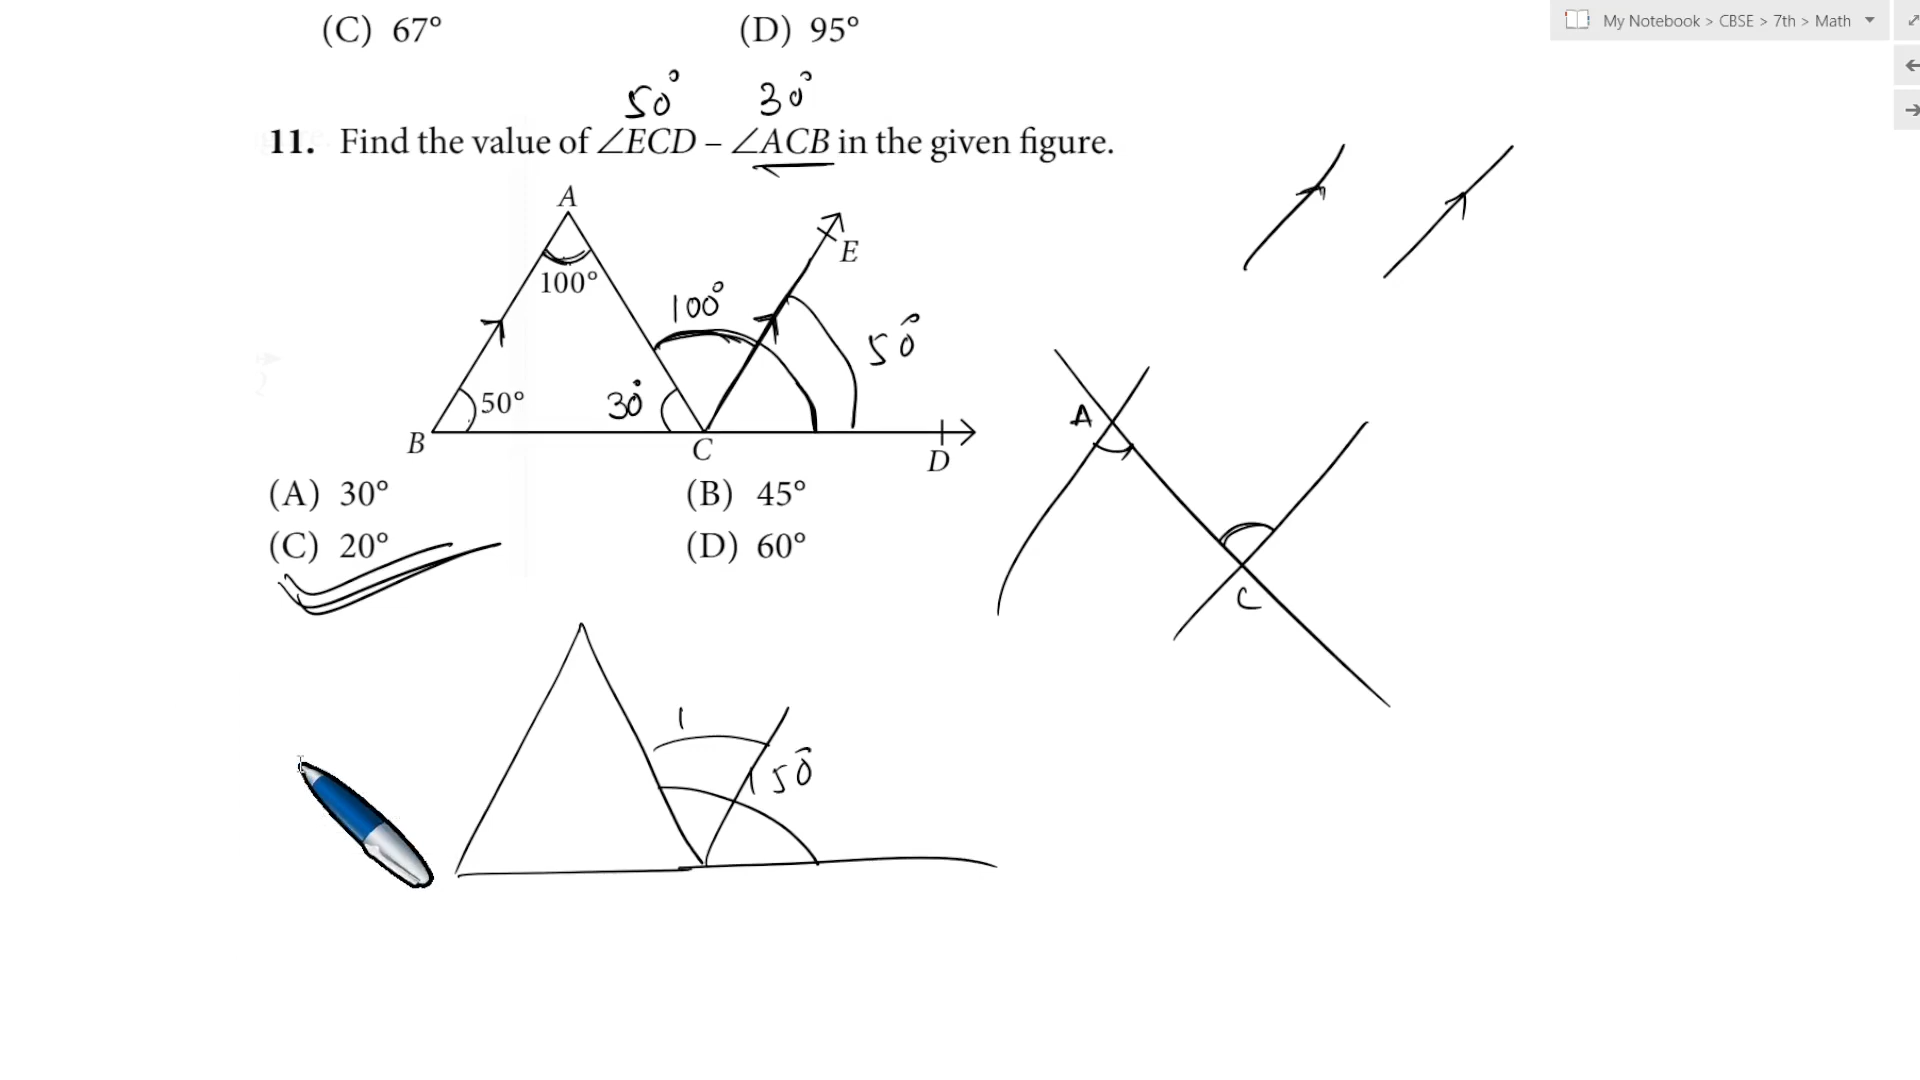 My Notebook > CBSE > 7th > Math
(C) 67° (D) 95°
50° 30°
11. Find the value of ∠ECD – ∠ACB in the given figure.
A
E
100°
100°
50°
50°
30°
B
C
D
(A) 30° (B) 45°
(C) 20° (D) 60°
A
C
1
50